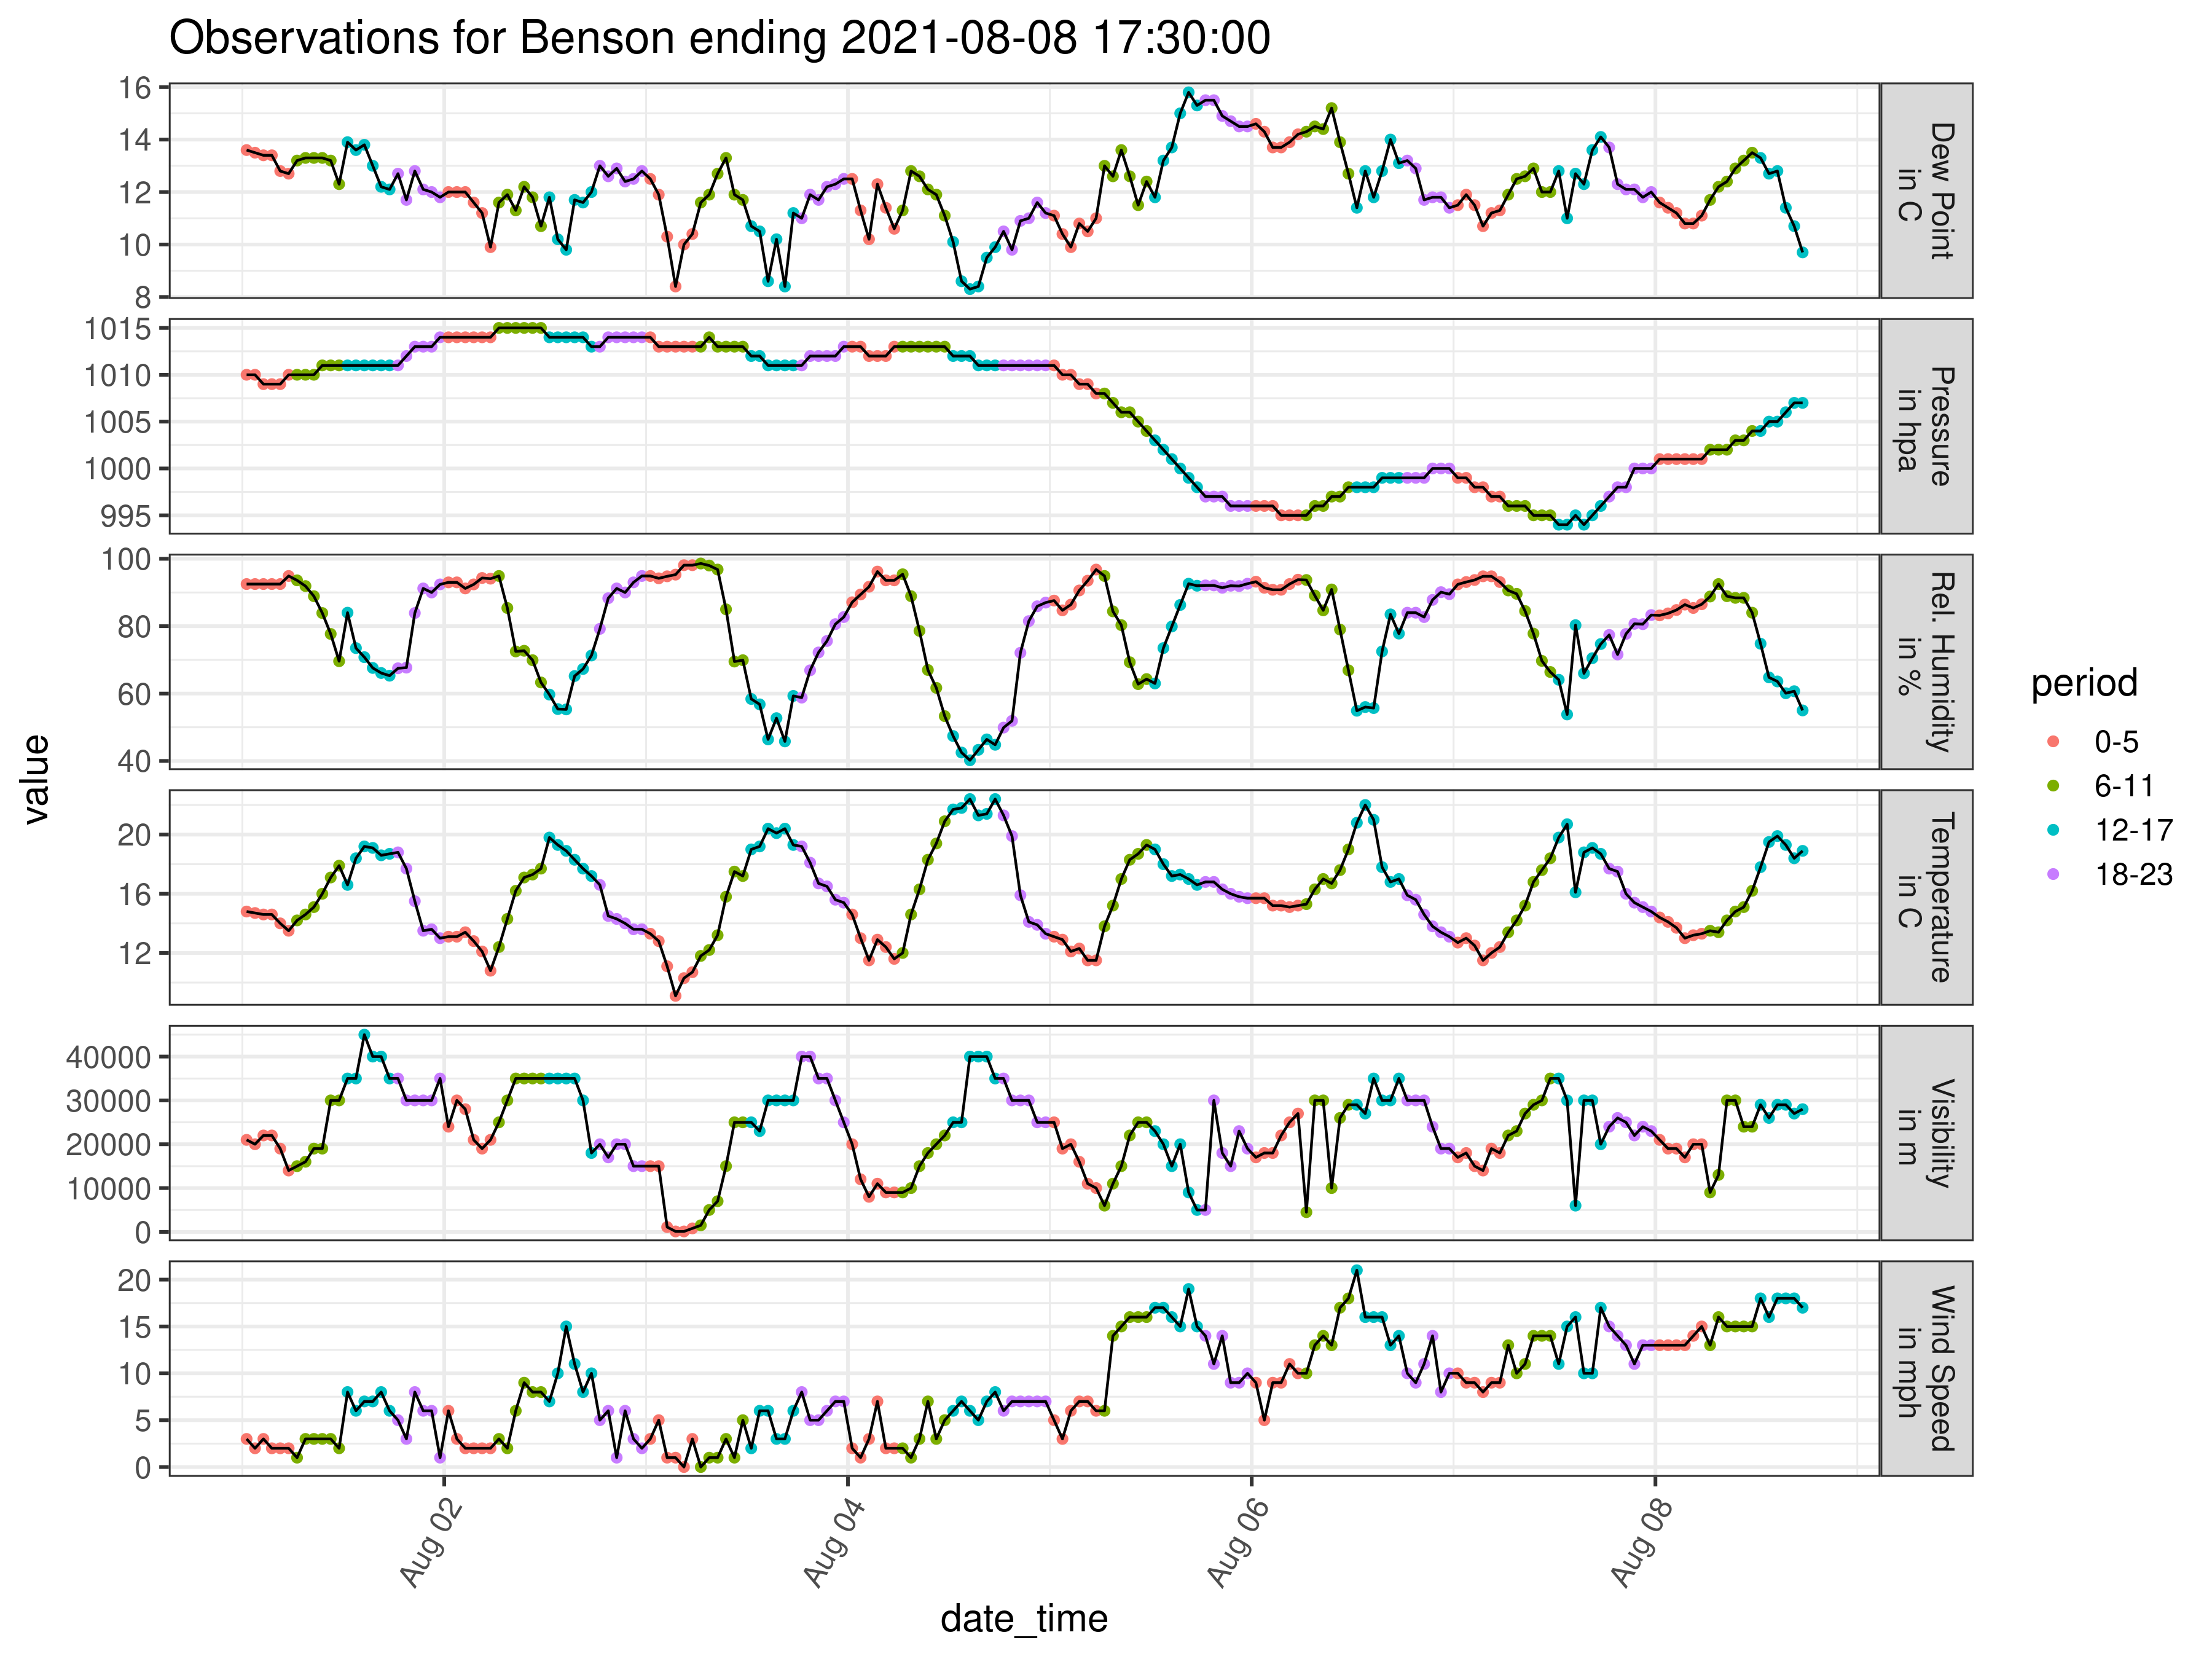 Observations for Benson ending 2021-08-08 17:30:00
value
16
14
12
10
8
Dew Point
in C
1015
1010
1005
1000
995
Pressure
in hpa
100
80
60
40
Rel. Humidity
in %
20
16
12
Temperature
in C
40000
30000
20000
10000
0
Visibility
in m
20
15
10
5
0
Wind Speed
in mph
Aug 02
Aug 04
Aug 06
Aug 08
date_time
period
0-5
6-11
12-17
18-23